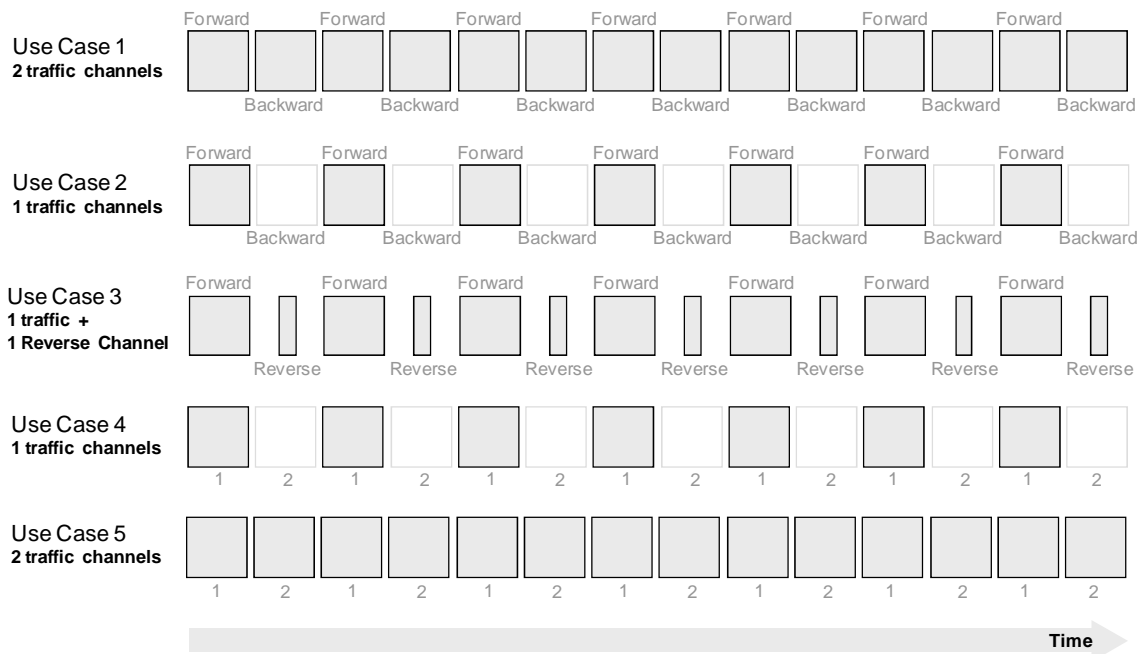 Forward Forward Forward Forward Forward Forward Forward
Use Case 1
2 traffic channels
Backward Backward Backward Backward Backward Backward Backward
Forward Forward Forward Forward Forward Forward Forward
Use Case 2
1 traffic channels
Backward Backward Backward Backward Backward Backward Backward
Forward Forward Forward Forward Forward Forward Forward
Use Case 3
1 traffic +
1 Reverse Channel
Reverse Reverse Reverse Reverse Reverse Reverse Reverse
Use Case 4
1 traffic channels
1 2 1 2 1 2 1 2 1 2 1 2 1 2
Use Case 5
2 traffic channels
1 2 1 2 1 2 1 2 1 2 1 2 1 2
Time